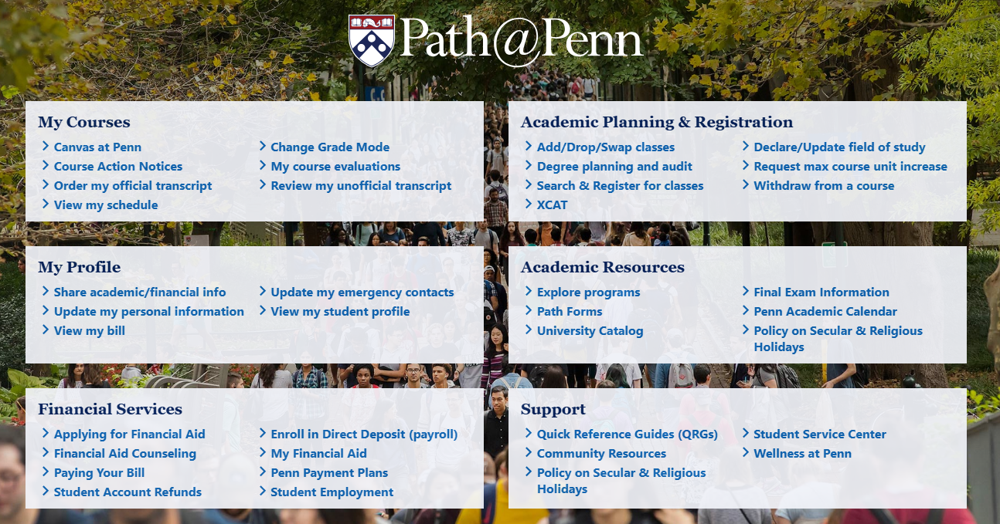 Path@Penn
My Courses
Canvas at Penn
Course Action Notices
Order my official transcript
View my schedule
Change Grade Mode
My course evaluations
Review my unofficial transcript
Academic Planning & Registration
Add/Drop/Swap classes
Degree planning and audit
Search & Register for classes
XCAT
Declare/Update field of study
Request max course unit increase
Withdraw from a course
My Profile
Share academic/financial info
Update my personal information
View my bill
Update my emergency contacts
View my student profile
Academic Resources
Explore programs
Path Forms
University Catalog
Final Exam Information
Penn Academic Calendar
Policy on Secular & Religious
Holidays
Financial Services
Applying for Financial Aid
Financial Aid Counseling
Paying Your Bill
Student Account Refunds
Enroll in Direct Deposit (payroll)
My Financial Aid
Penn Payment Plans
Student Employment
Support
Quick Reference Guides (QRGs)
Community Resources
Policy on Secular & Religious
Holidays
Student Service Center
Wellness at Penn